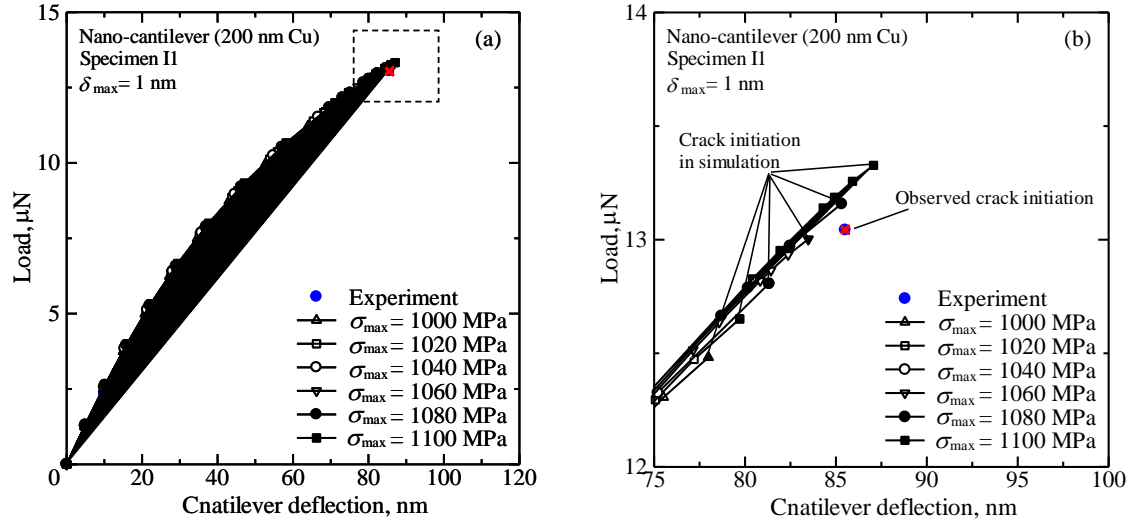 Nano-cantilever (200 nm Cu)
(a)
Specimen I1
δmax= 1 nm
15
10
5
0
Load, μN
0
20
40
60
80
100
120
Cnatilever deflection, nm
Experiment
σmax= 1000 MPa
σmax= 1020 MPa
σmax= 1040 MPa
σmax= 1060 MPa
σmax= 1080 MPa
σmax= 1100 MPa
Nano-cantilever (200 nm Cu)
(b)
Specimen I1
δmax= 1 nm
14
13
12
Load, μN
Crack initiation
in simulation
Observed crack initiation
Experiment
σmax= 1000 MPa
σmax= 1020 MPa
σmax= 1040 MPa
σmax= 1060 MPa
σmax= 1080 MPa
σmax= 1100 MPa
75
80
85
90
95
100
Cnatilever deflection, nm